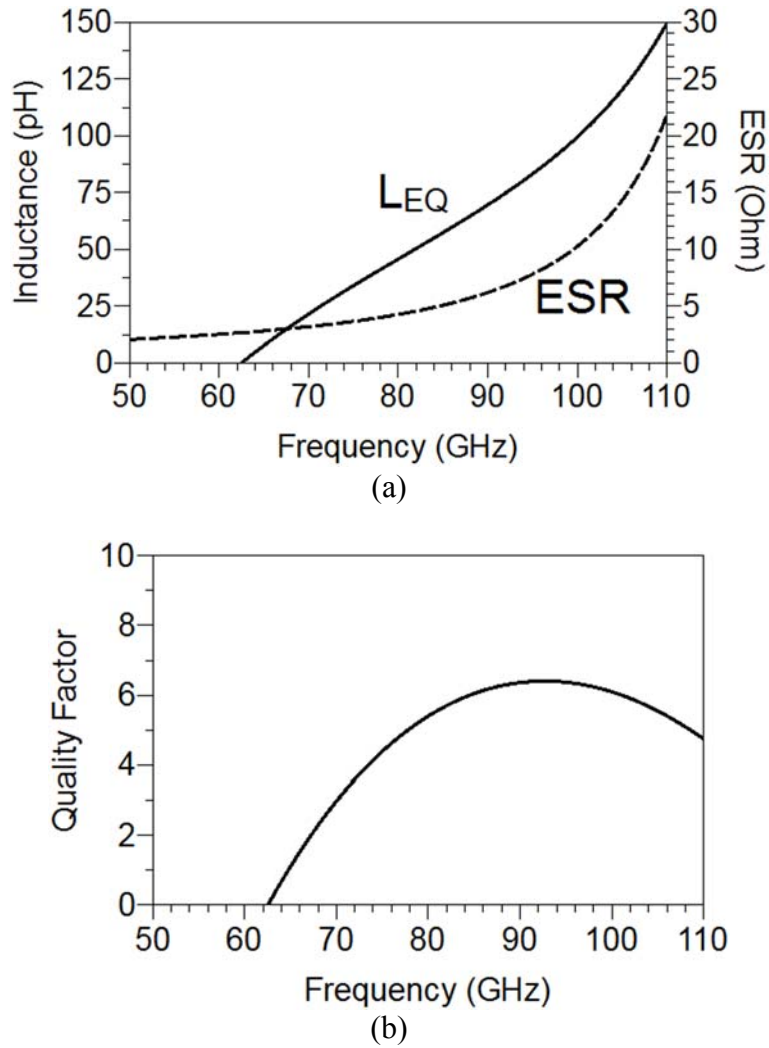 150
125
100
75
50
25
0
Inductance (pH)
30
25
20
15
10
5
0
ESR (Ohm)
LEQ
ESR
50 60 70 80 90 100 110
Frequency (GHz)
(a)
10
8
6
4
2
0
Quality Factor
50 60 70 80 90 100 110
Frequency (GHz)
(b)